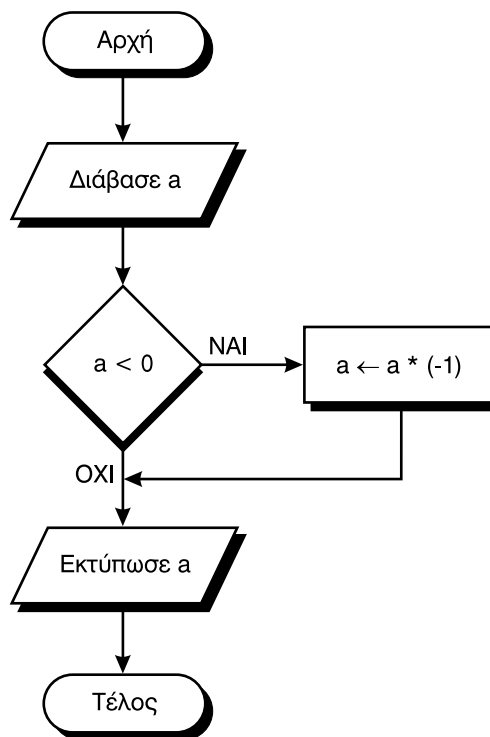 Αρχή
Διάβασε a
a < 0
ΝΑΙ
a ← a * (-1)
ΟΧΙ
Εκτύπωσε a
Τέλος